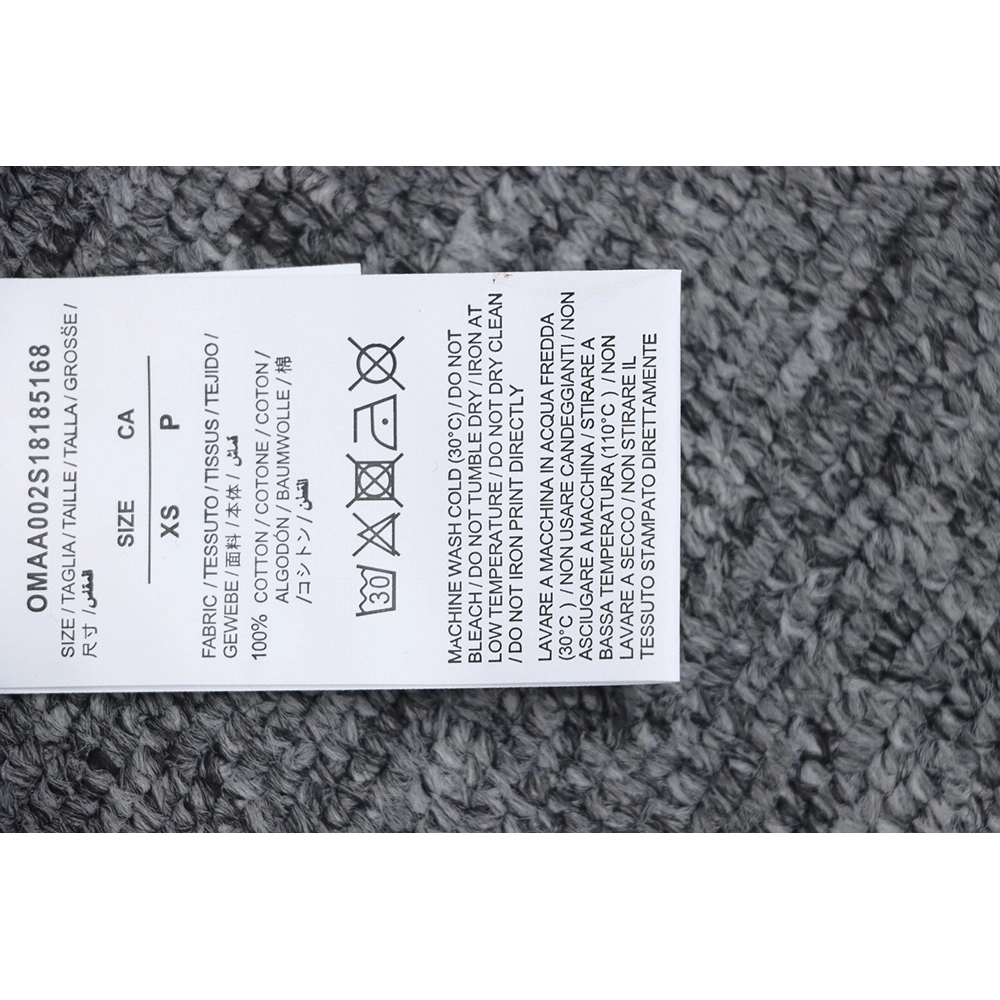 OMAA002S18185168
SIZE / TAGLIA / TAILLE / TALLA / GROSŠE /
尺寸 / المقاس
SIZE CA
XS P
FABRIC / TESSUTO / TISSUS / TEJIDO /
GEWEBE / 面料 / 本体 / قماش
100% COTTON / COTONE / COTON /
ALGODÓN / BAUMWOLLE / 棉
/コットン / القطن
30
MACHINE WASH COLD (30°C) / DO NOT
BLEACH / DO NOT TUMBLE DRY / IRON AT
LOW TEMPERATURE / DO NOT DRY CLEAN
/ DO NOT IRON PRINT DIRECTLY
LAVARE A MACCHINA IN ACQUA FREDDA
(30°C ) / NON USARE CANDEGGIANTI / NON
ASCIUGARE A MACCHINA / STIRARE A
BASSA TEMPERATURA (110°C ) / NON
LAVARE A SECCO / NON STIRARE IL
TESSUTO STAMPATO DIRETTAMENTE